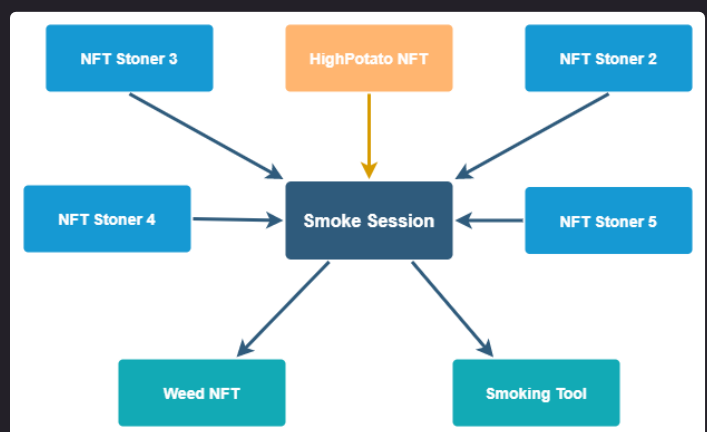 NFT Stoner 3
HighPotato NFT
NFT Stoner 2
NFT Stoner 4
Smoke Session
NFT Stoner 5
Weed NFT
Smoking Tool